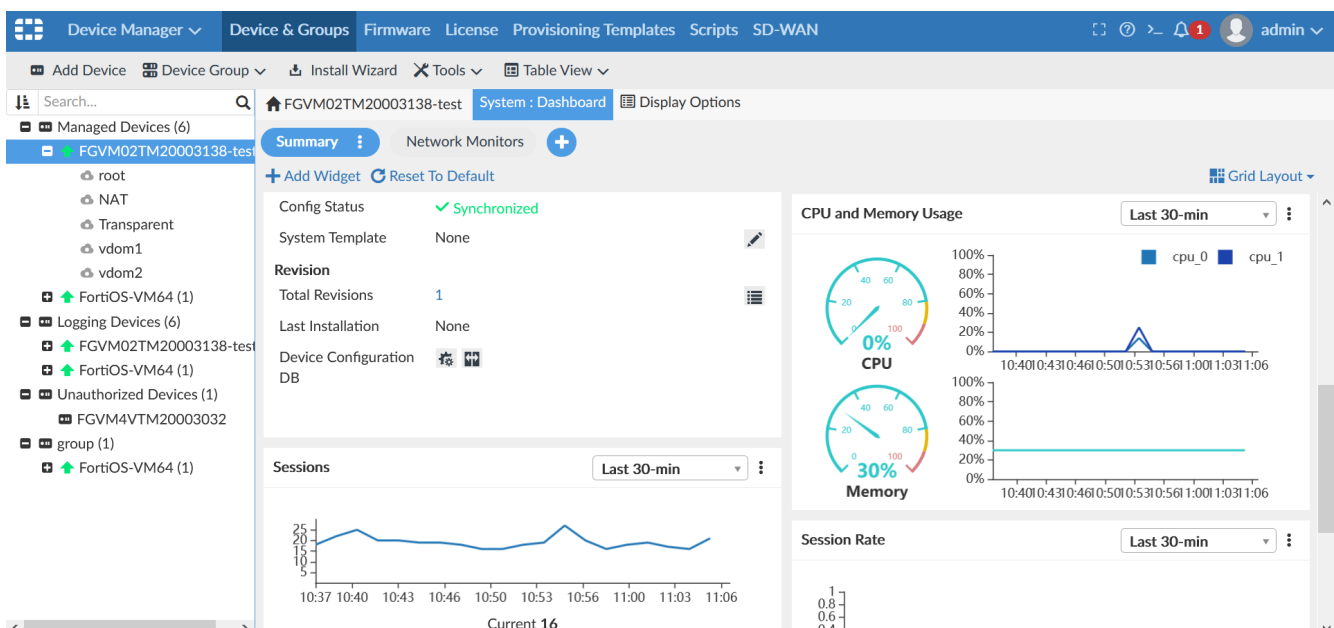 Device Manager
Device & Groups
Firmware
License
Provisioning Templates
Scripts
SD-WAN
1
admin
Add Device
Device Group
Install Wizard
Tools
Table View
Search...
FGVM02TM20003138-test
System : Dashboard
Display Options
Managed Devices (6)
FGVM02TM20003138-test
root
NAT
Transparent
vdom1
vdom2
FortiOS-VM64 (1)
Logging Devices (6)
FGVM02TM20003138-test
FortiOS-VM64 (1)
Unauthorized Devices (1)
FGVM4VTM20003032
group (1)
FortiOS-VM64 (1)
Summary
Network Monitors
Add Widget
Reset To Default
Grid Layout
Config Status
Synchronized
System Template
None
Revision
Total Revisions
1
Last Installation
None
Device Configuration
DB
CPU and Memory Usage
Last 30-min
0 20 40 60 80 100
0%
CPU
100%
80%
60%
40%
20%
0%
cpu_0
cpu_1
10:40 10:43 10:46 10:50 10:53 10:56 11:00 11:03 11:06
0 20 40 60 80 100
30%
Memory
100%
80%
60%
40%
20%
0%
10:40 10:43 10:46 10:50 10:53 10:56 11:00 11:03 11:06
Sessions
Last 30-min
25
20
15
10
5
10:37 10:40 10:43 10:46 10:50 10:53 10:56 11:00 11:03 11:06
Current 16
Session Rate
Last 30-min
1
0.8
0.6
0.4